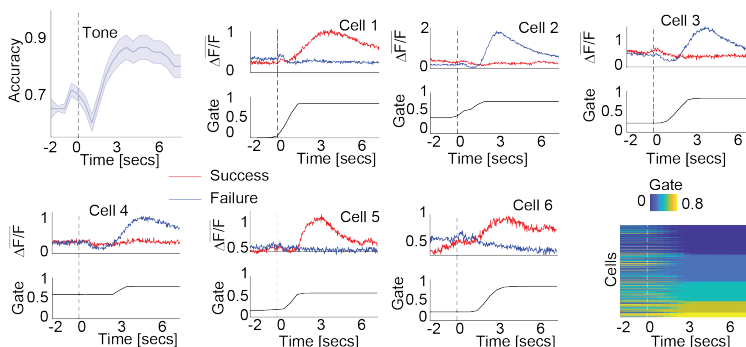 Tone
Accuracy
0.9
0.7
-2 0 3 6
Time [secs]
Cell 1
ΔF/F
1
0
Gate
1
0.5
0
-2 0 3 6
Time [secs]
Cell 2
ΔF/F
2
1
0
Gate
1
0.5
0
-2 0 3 6
Time [secs]
Cell 3
ΔF/F
1
0.5
0
Gate
1
0.5
0
-2 0 3 6
Time [secs]
Success
Failure
Cell 4
ΔF/F
1
0
Gate
1
0.5
0
-2 0 3 6
Time [secs]
Cell 5
ΔF/F
1
0.5
Gate
1
0.5
0
-2 0 3 6
Time [secs]
Cell 6
ΔF/F
1
0.5
Gate
1
0.5
0
-2 0 3 6
Time [secs]
Gate
0 0.8
Cells
-2 0 3 6
Time [secs]